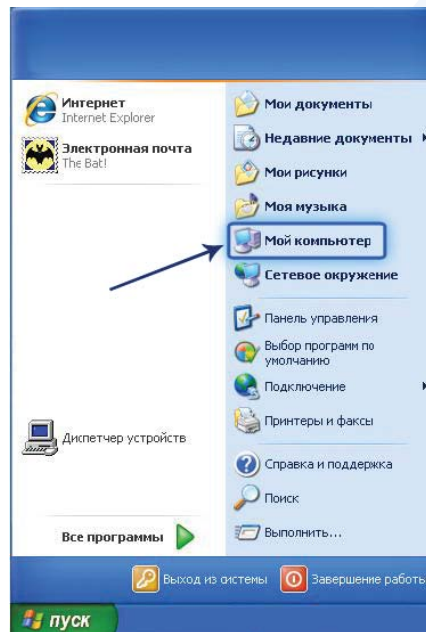 Интернет
Internet Explorer
Электронная почта
The Bat!
Диспетчер устройств
Все программы
Мои документы
Недавние документы
Мои рисунки
Моя музыка
Мой компьютер
Сетевое окружение
Панель управления
Выбор программ по
умолчанию
Подключение
Принтеры и факсы
Справка и поддержка
Поиск
Выполнить...
Выход из системы
Завершение работь
пуск